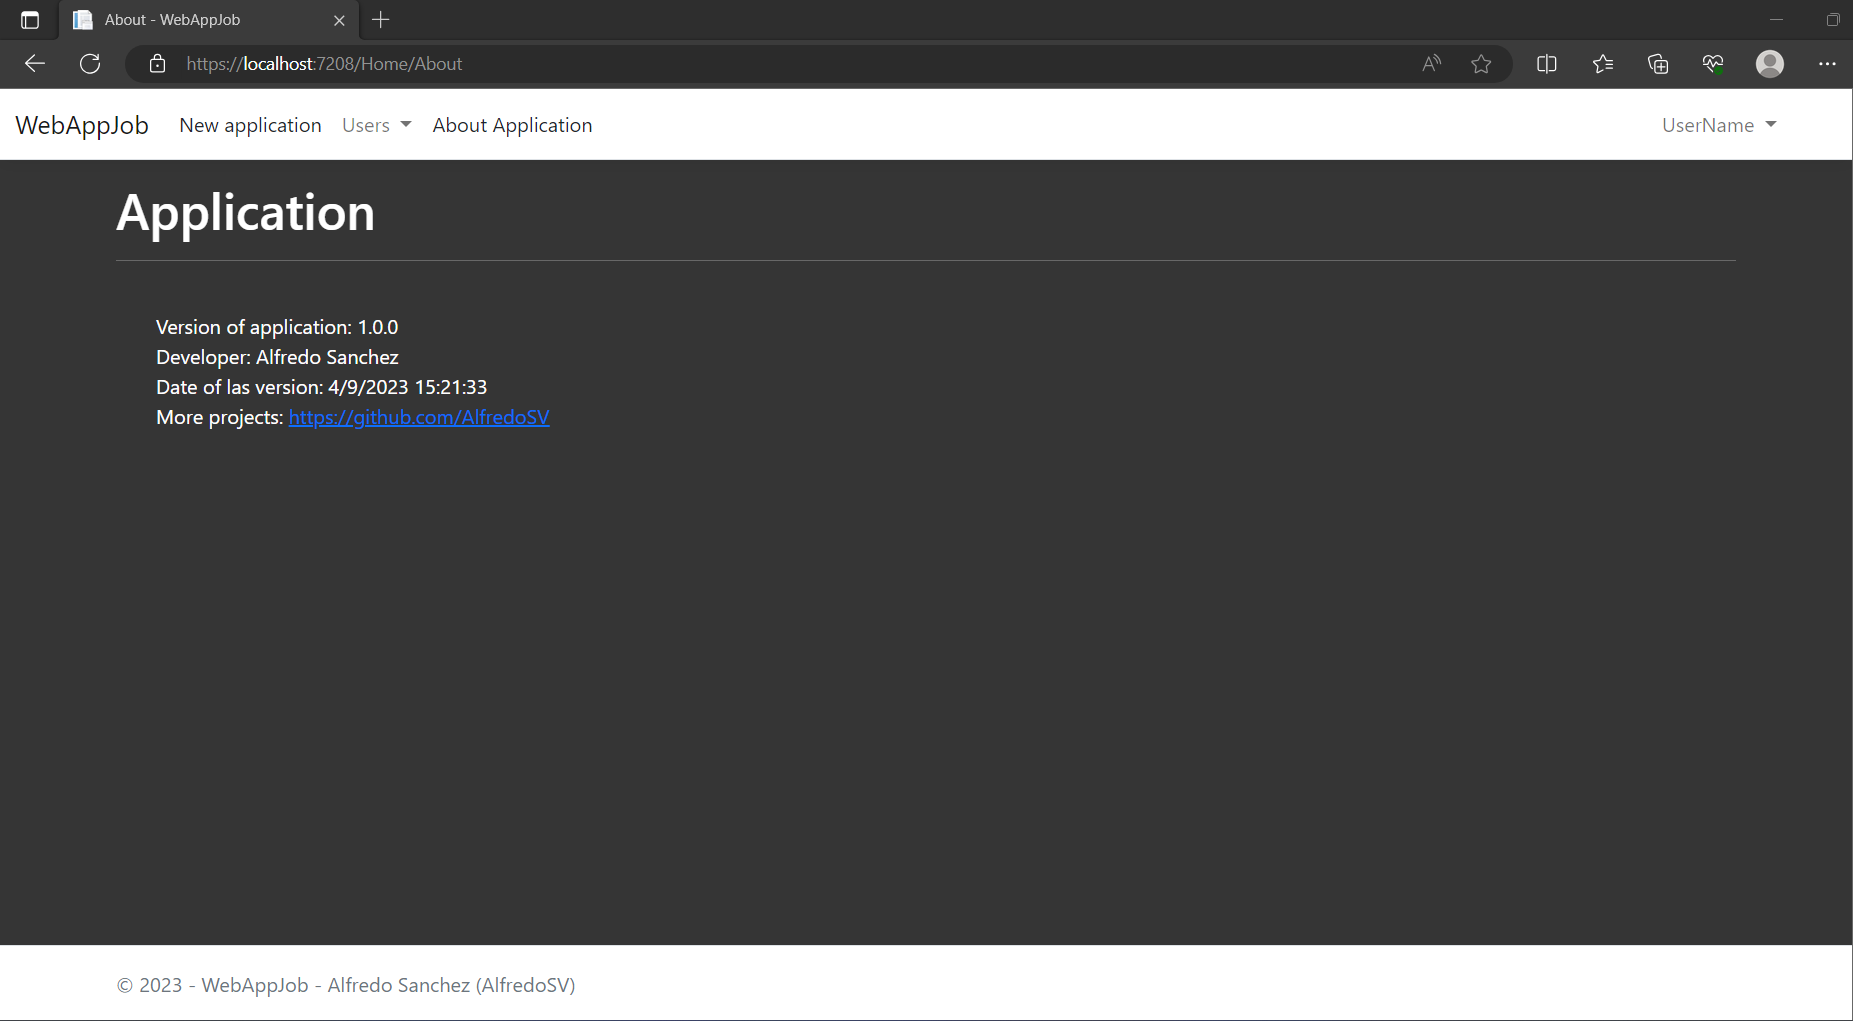 About - WebAppJob
https://localhost:7208/Home/About
WebAppJob New application Users About Application UserName
Application
Version of application: 1.0.0
Developer: Alfredo Sanchez
Date of las version: 4/9/2023 15:21:33
More projects: https://github.com/AlfredoSV
© 2023 - WebAppJob - Alfredo Sanchez (AlfredoSV)